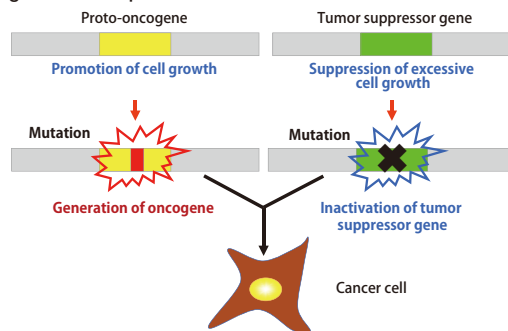 Proto-oncogene
Tumor suppressor gene
Promotion of cell growth
Suppression of excessive
cell growth
Mutation
Mutation
Generation of oncogene
Inactivation of tumor
suppressor gene
Cancer cell